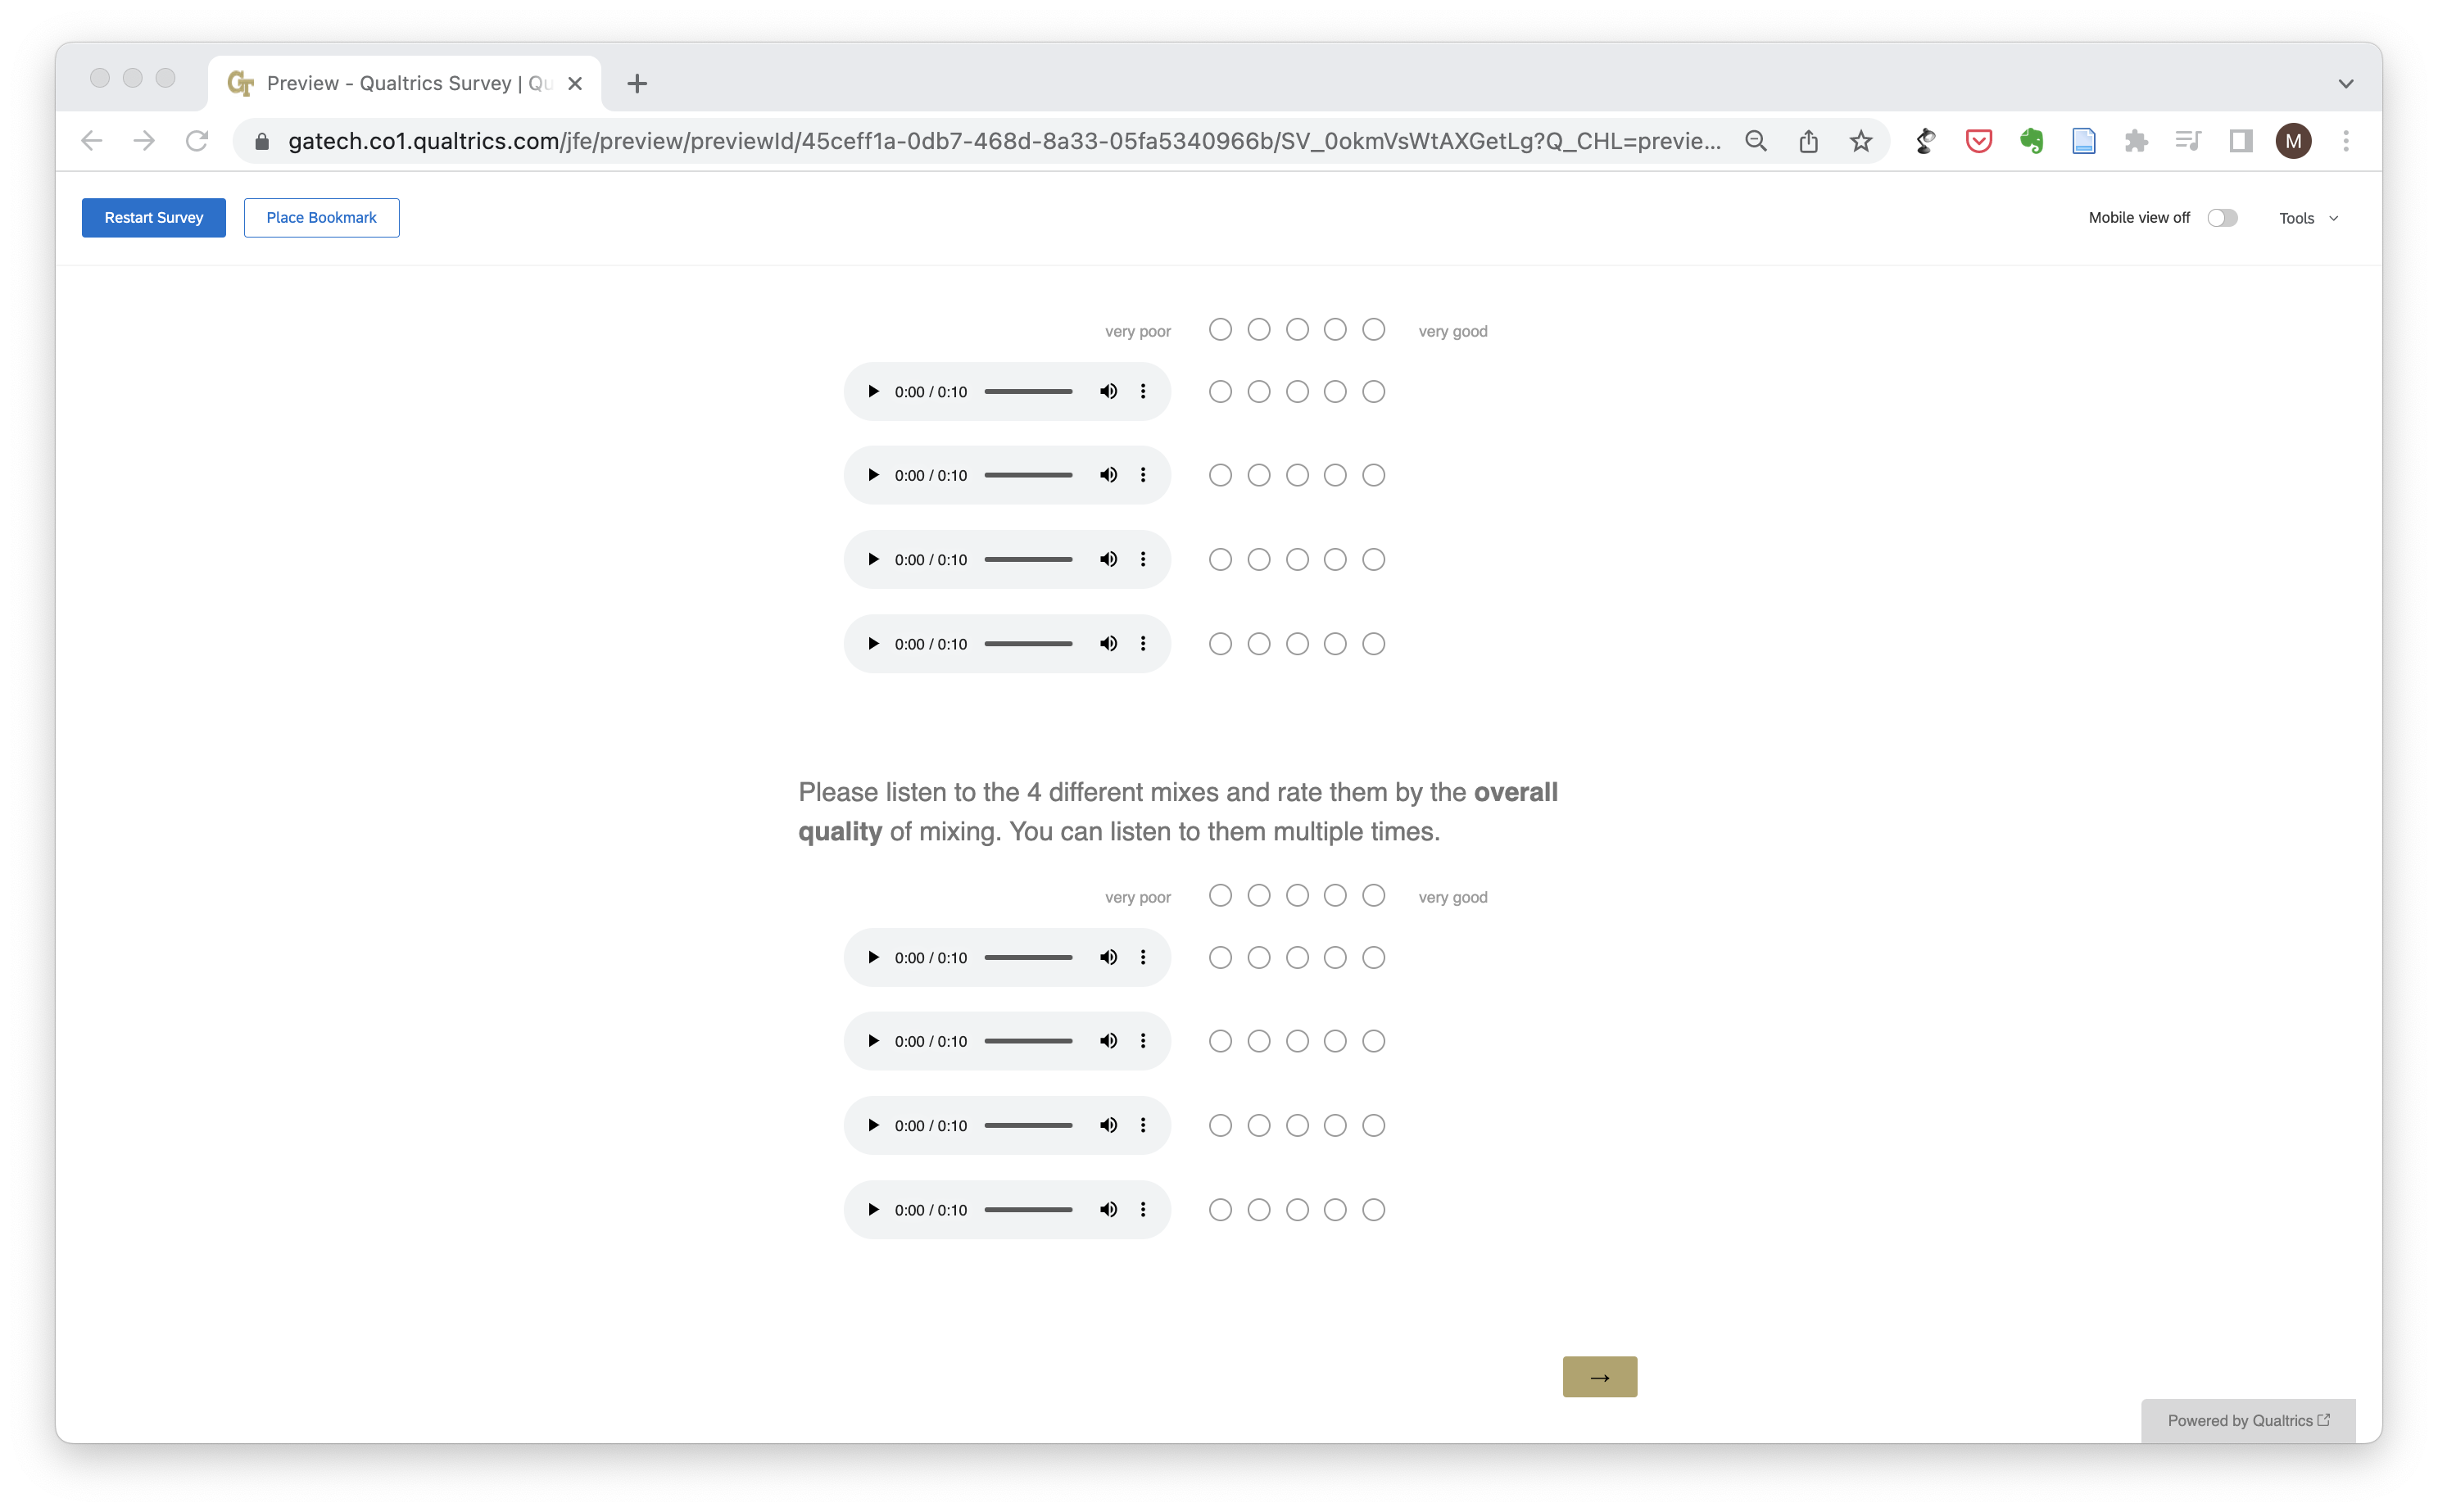 GT Preview - Qualtrics Survey | Qu
gatech.co1.qualtrics.com/jfe/preview/previewId/45ceff1a-0db7-468d-8a33-05fa5340966b/SV_0okmVsWtAXGetLg?Q_CHL=previe... M
Restart Survey Place Bookmark Mobile view off Tools
very poor very good
0:00 / 0:10
0:00 / 0:10
0:00 / 0:10
0:00 / 0:10
Please listen to the 4 different mixes and rate them by the overall
quality of mixing. You can listen to them multiple times.
very poor very good
0:00 / 0:10
0:00 / 0:10
0:00 / 0:10
0:00 / 0:10
→
Powered by Qualtrics